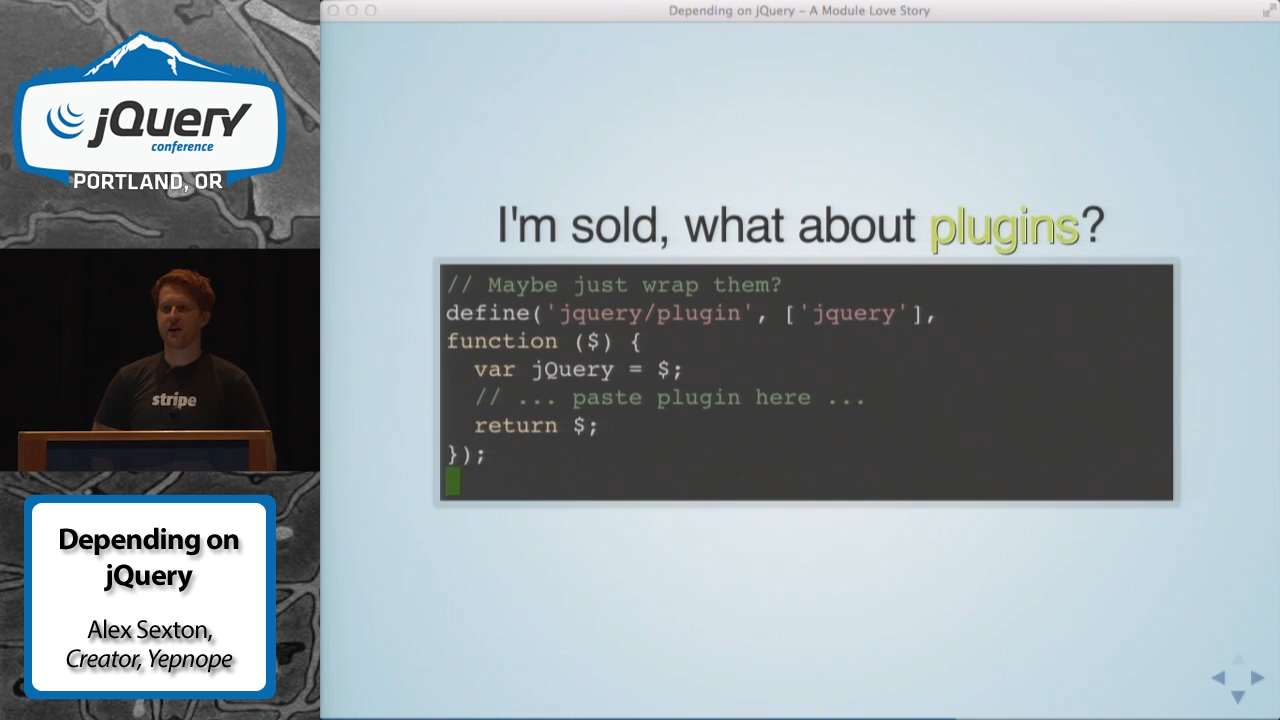 Depending on jQuery – A Module Love Story
jQuery
conference
PORTLAND, OR
I'm sold, what about plugins?
// Maybe just wrap them?
define('jquery/plugin', ['jquery'],
function ($) {
  var jQuery = $;
  // ... paste plugin here ...
  return $;
});
stripe
Depending on
jQuery
Alex Sexton,
Creator, Yepnope